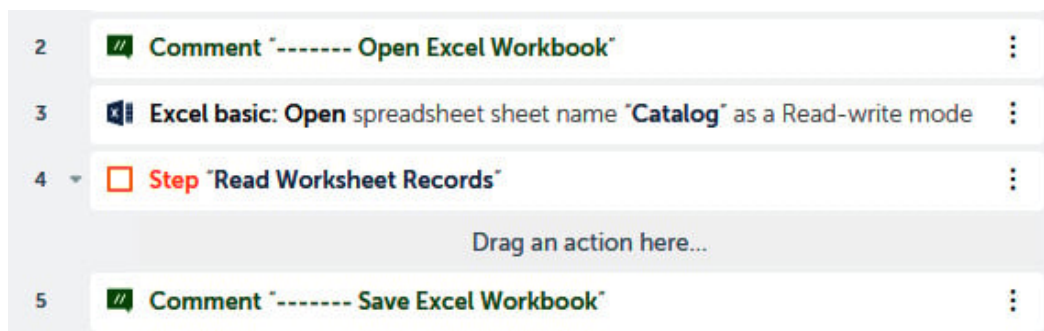 2 Comment "------- Open Excel Workbook"
3 Excel basic: Open spreadsheet sheet name "Catalog" as a Read-write mode
4 Step "Read Worksheet Records"
Drag an action here...
5 Comment "------- Save Excel Workbook"